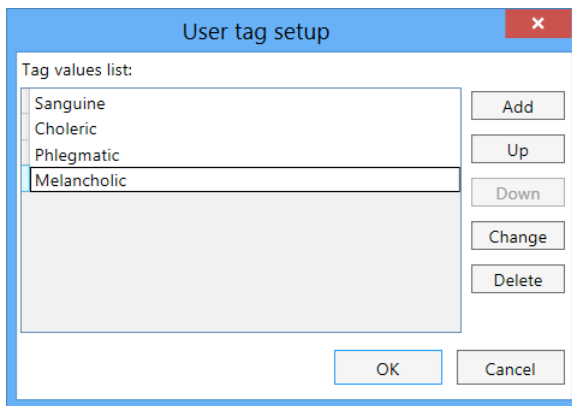 User tag setup
Tag values list:
Sanguine
Choleric
Phlegmatic
Melancholic
Add
Up
Down
Change
Delete
OK
Cancel